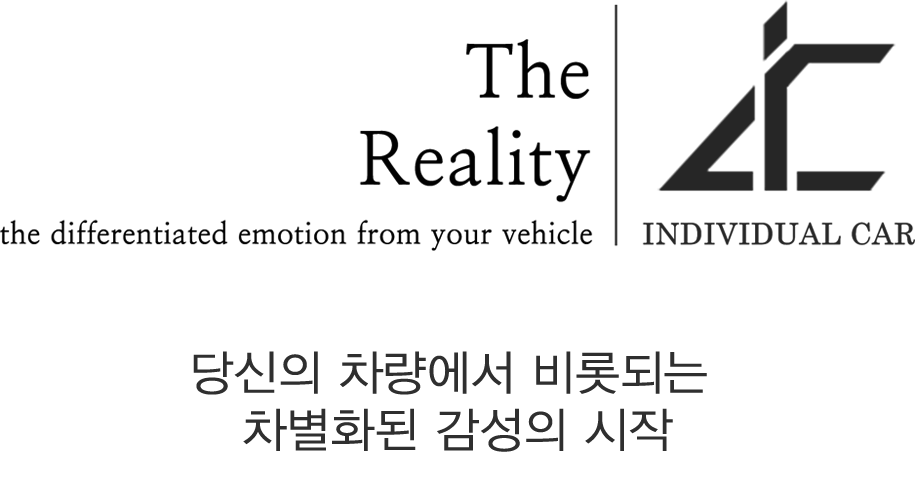 The
Reality
the differentiated emotion from your vehicle
INDIVIDUAL CAR
당신의 차량에서 비롯되는
차별화된 감성의 시작